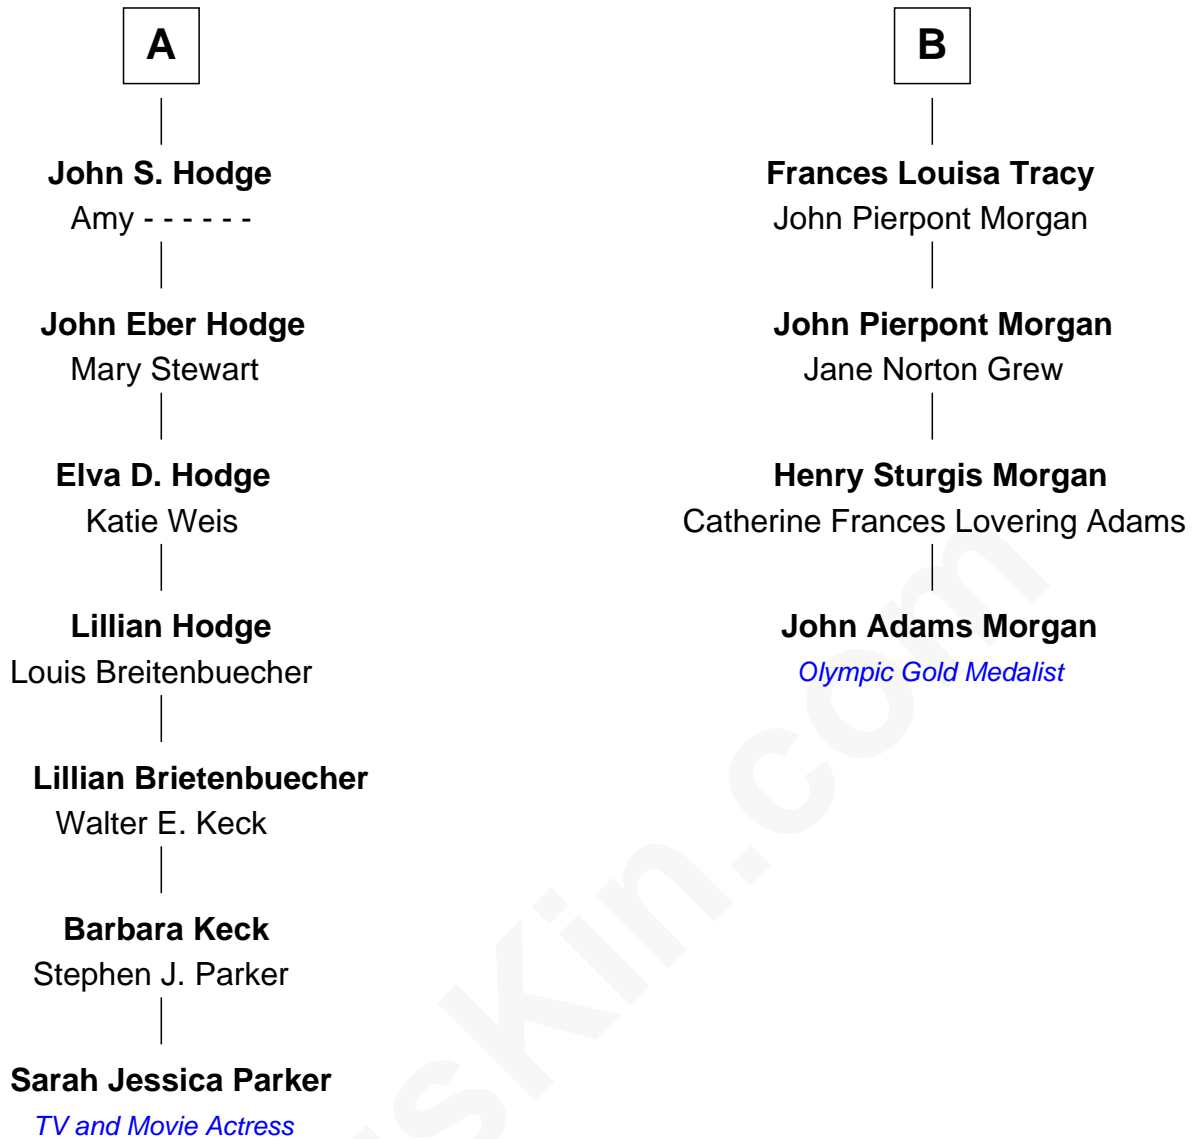 A
John S. Hodge
Amy - - - - - -
John Eber Hodge
Mary Stewart
Elva D. Hodge
Katie Weis
Lillian Hodge
Louis Breitenbuecher
Lillian Brietenbuecher
Walter E. Keck
Barbara Keck
Stephen J. Parker
Sarah Jessica Parker
TV and Movie Actress
B
Frances Louisa Tracy
John Pierpont Morgan
John Pierpont Morgan
Jane Norton Grew
Henry Sturgis Morgan
Catherine Frances Lovering Adams
John Adams Morgan
Olympic Gold Medalist
usKin.com